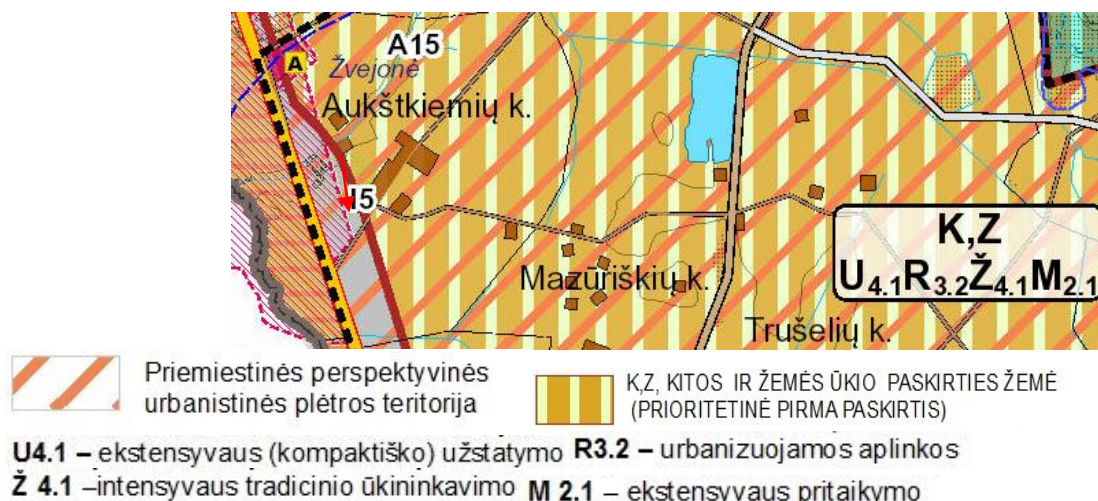 A15
A
Žvejonė
Aukštkiemių k.
I5
K,Z
U4.1R3.2Ž4.1M2.1
Mazūriškių k.
Trušelių k.
Priemiestinės perspektyvinės
urbanistinės plėtros teritorija
K,Z, KITOS IR ŽEMĖS ŪKIO PASKIRTIES ŽEMĖ
(PRIORITETINĖ PIRMA PASKIRTIS)
U4.1 – ekstensyvaus (kompaktiško) užstatymo R3.2 – urbanizuojamos aplinkos
Ž 4.1 –intensyvaus tradicinio ūkininkavimo M 2.1 – ekstensyvaus pritaikymo